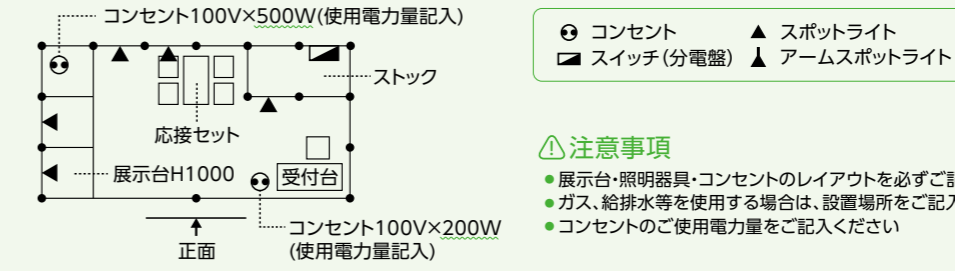 コンセント100V×500W(使用電力量記入)
ストック
応接セット
展示台H1000
受付台
コンセント100V×200W
(使用電力量記入)
正面
コンセント ▲ スポットライト
スイッチ(分電盤) アームスポットライト
注意事項
●展示台・照明器具・コンセントのレイアウトを必ずご
●ガス、給排水等を使用する場合は、設置場所をご記入
●コンセントのご使用電力量をご記入ください